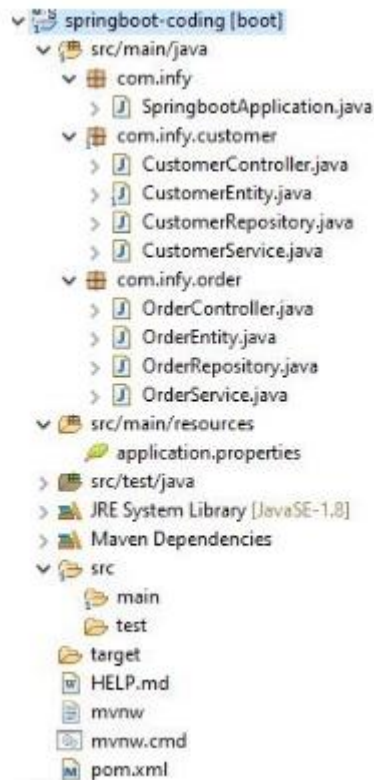 springboot-coding [boot]
src/main/java
com.infy
SpringbootApplication.java
com.infy.customer
CustomerController.java
CustomerEntity.java
CustomerRepository.java
CustomerService.java
com.infy.order
OrderController.java
OrderEntity.java
OrderRepository.java
OrderService.java
src/main/resources
application.properties
src/test/java
JRE System Library [JavaSE-1.8]
Maven Dependencies
src
main
test
target
HELP.md
mvnw
mvnw.cmd
pom.xml